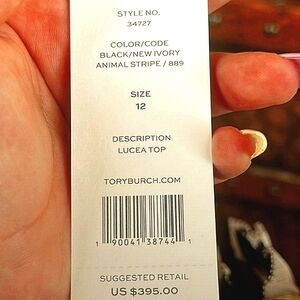 STYLE NO.
34727
COLOR/CODE
BLACK/NEW IVORY
ANIMAL STRIPE / 889
SIZE
12
DESCRIPTION
LUCEA TOP
TORYBURCH.COM
1 90041 38744 1
SUGGESTED RETAIL
US $395.00